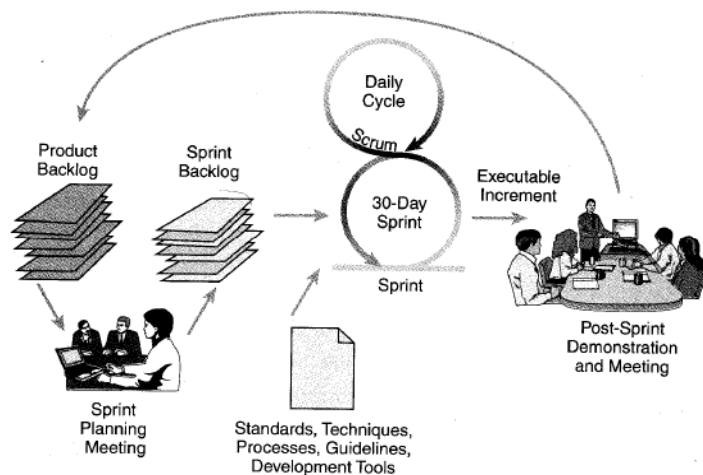 Daily
Cycle
Scrum
Product
Backlog
Sprint
Backlog
30-Day
Sprint
Executable
Increment
Sprint
Post-Sprint
Demonstration
and Meeting
Sprint
Planning
Meeting
Standards, Techniques,
Processes, Guidelines,
Development Tools